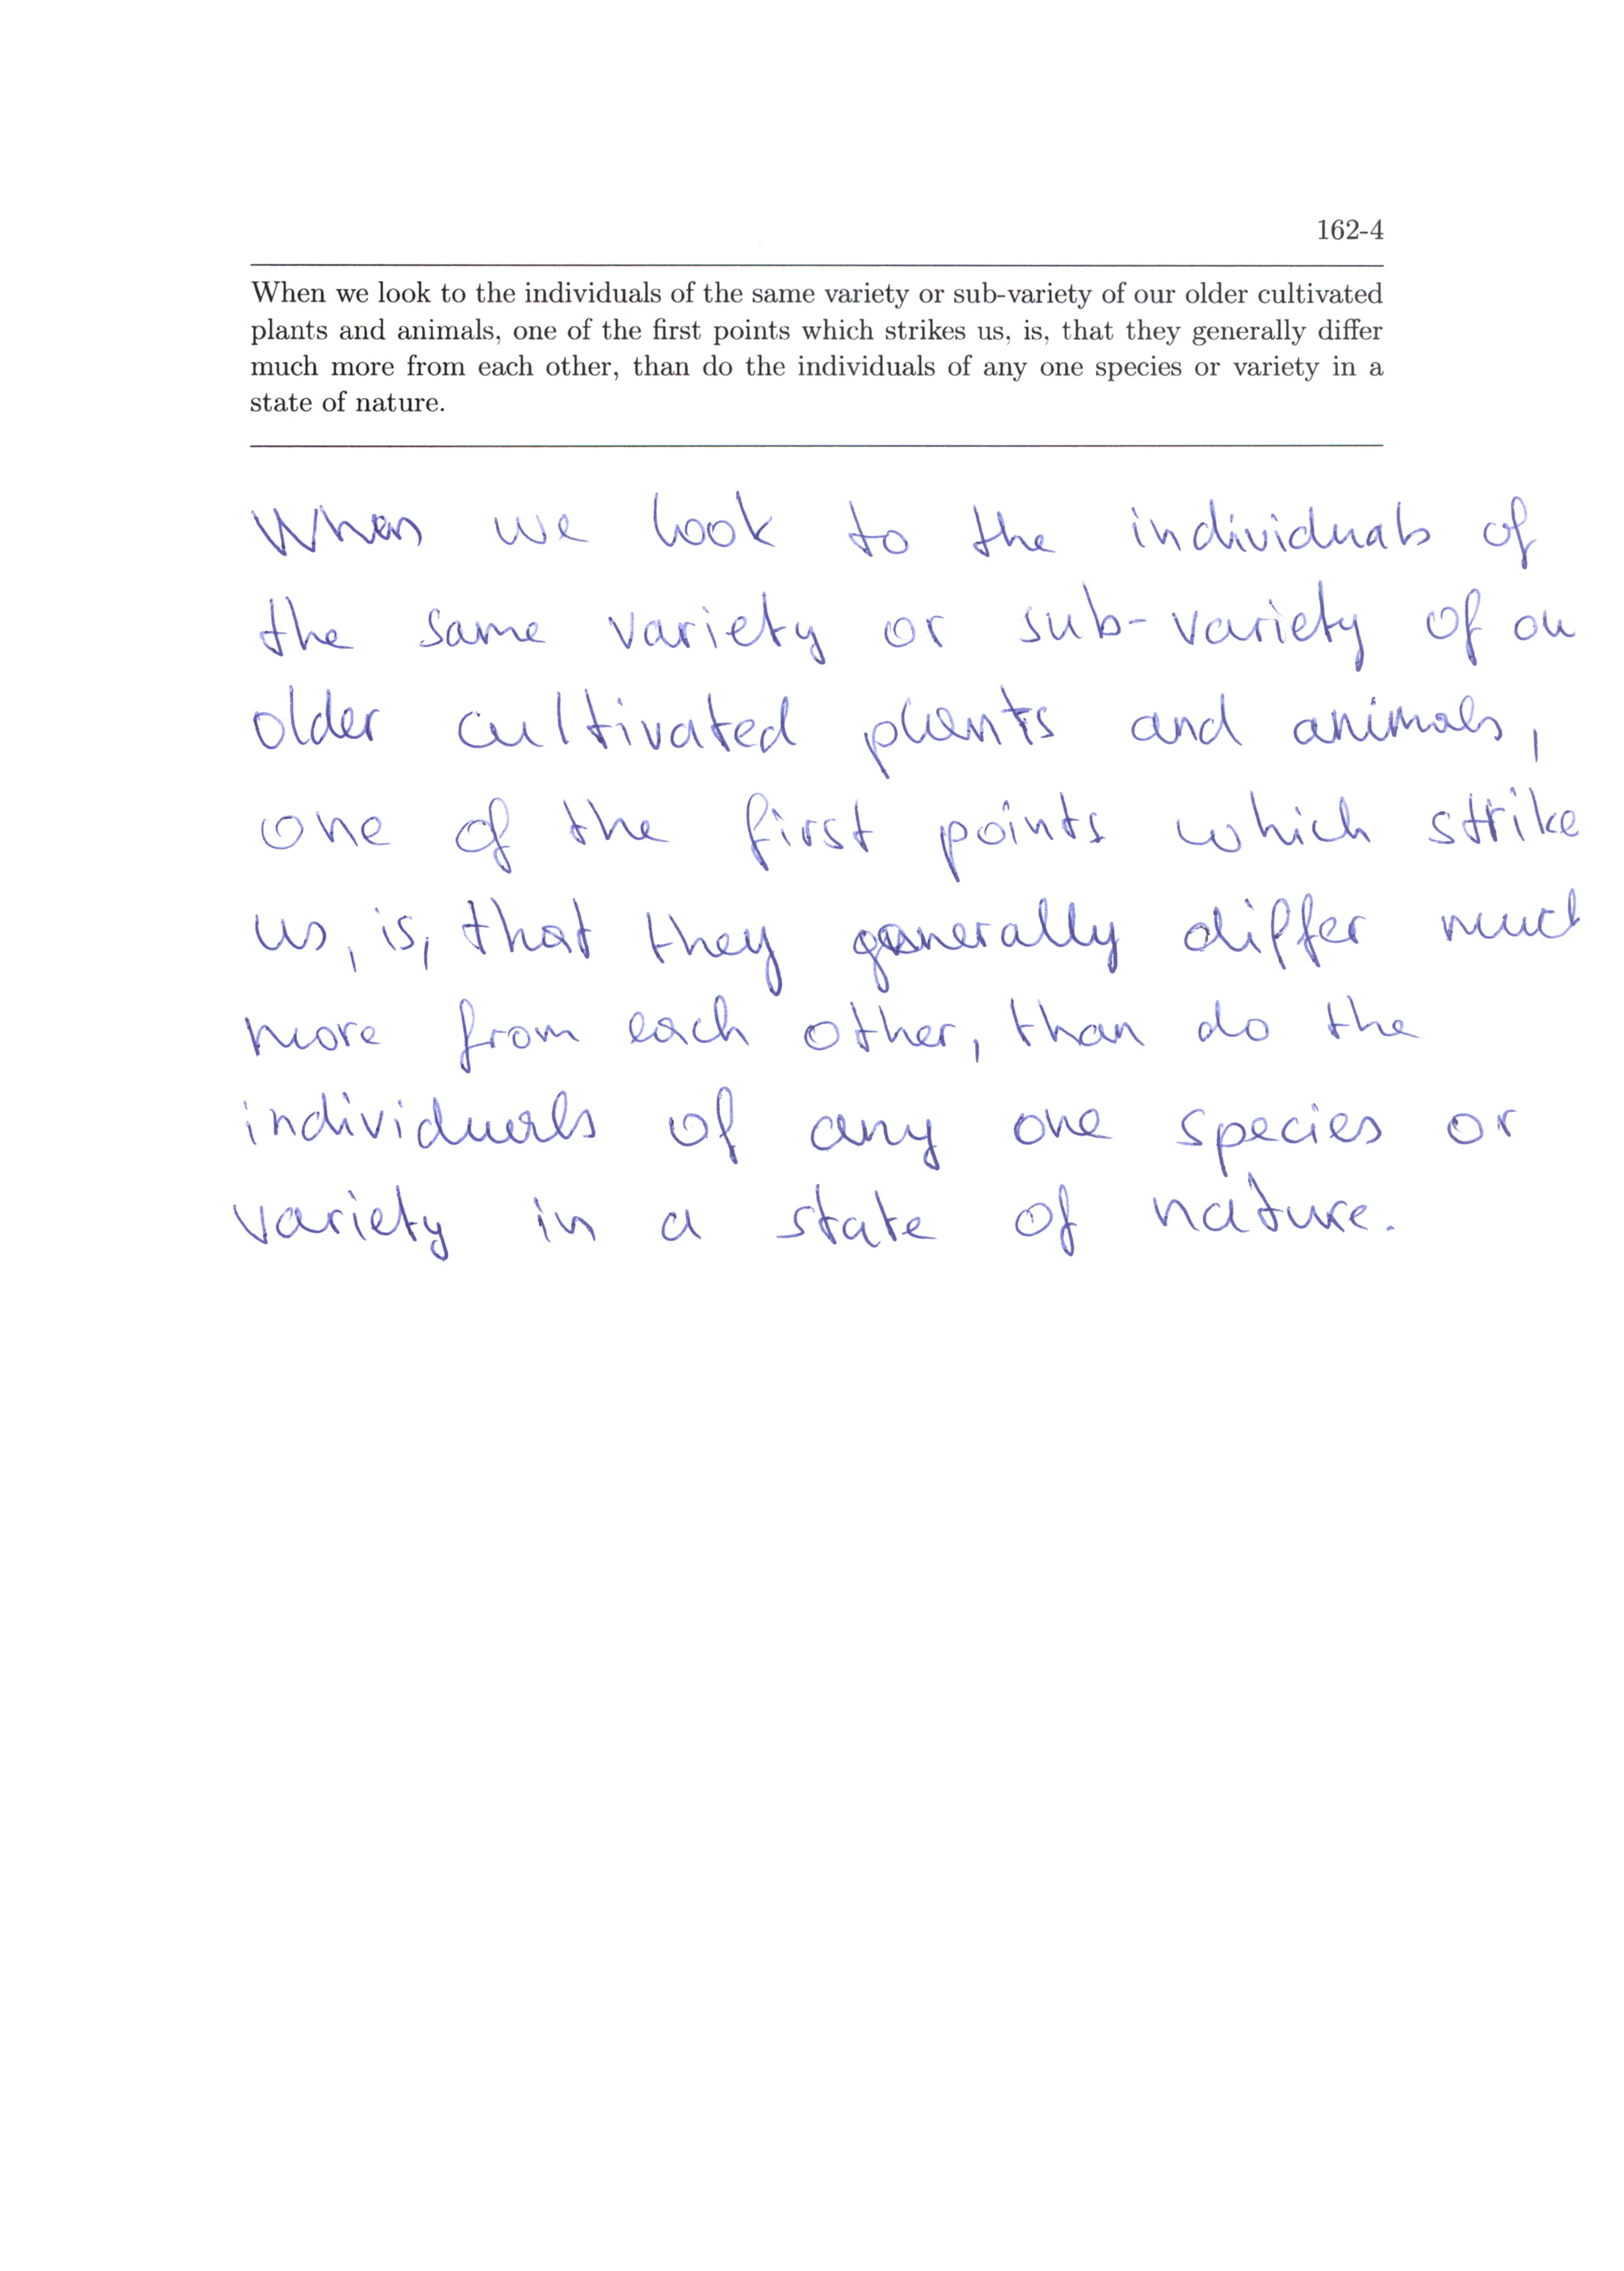 162-4
When we look to the individuals of the same variety or sub-variety of our older cultivated
plants and animals, one of the first points which strikes us, is, that they generally differ
much more from each other, than do the individuals of any one species or variety in a
state of nature.
When we look to the individuals of
the same variety or sub-variety of ou
older cultivated plants and animals,
one of the first points which strike
us, is, that they generally differ much
more from each other, than do the
individuals of any one species or
variety in a state of nature.